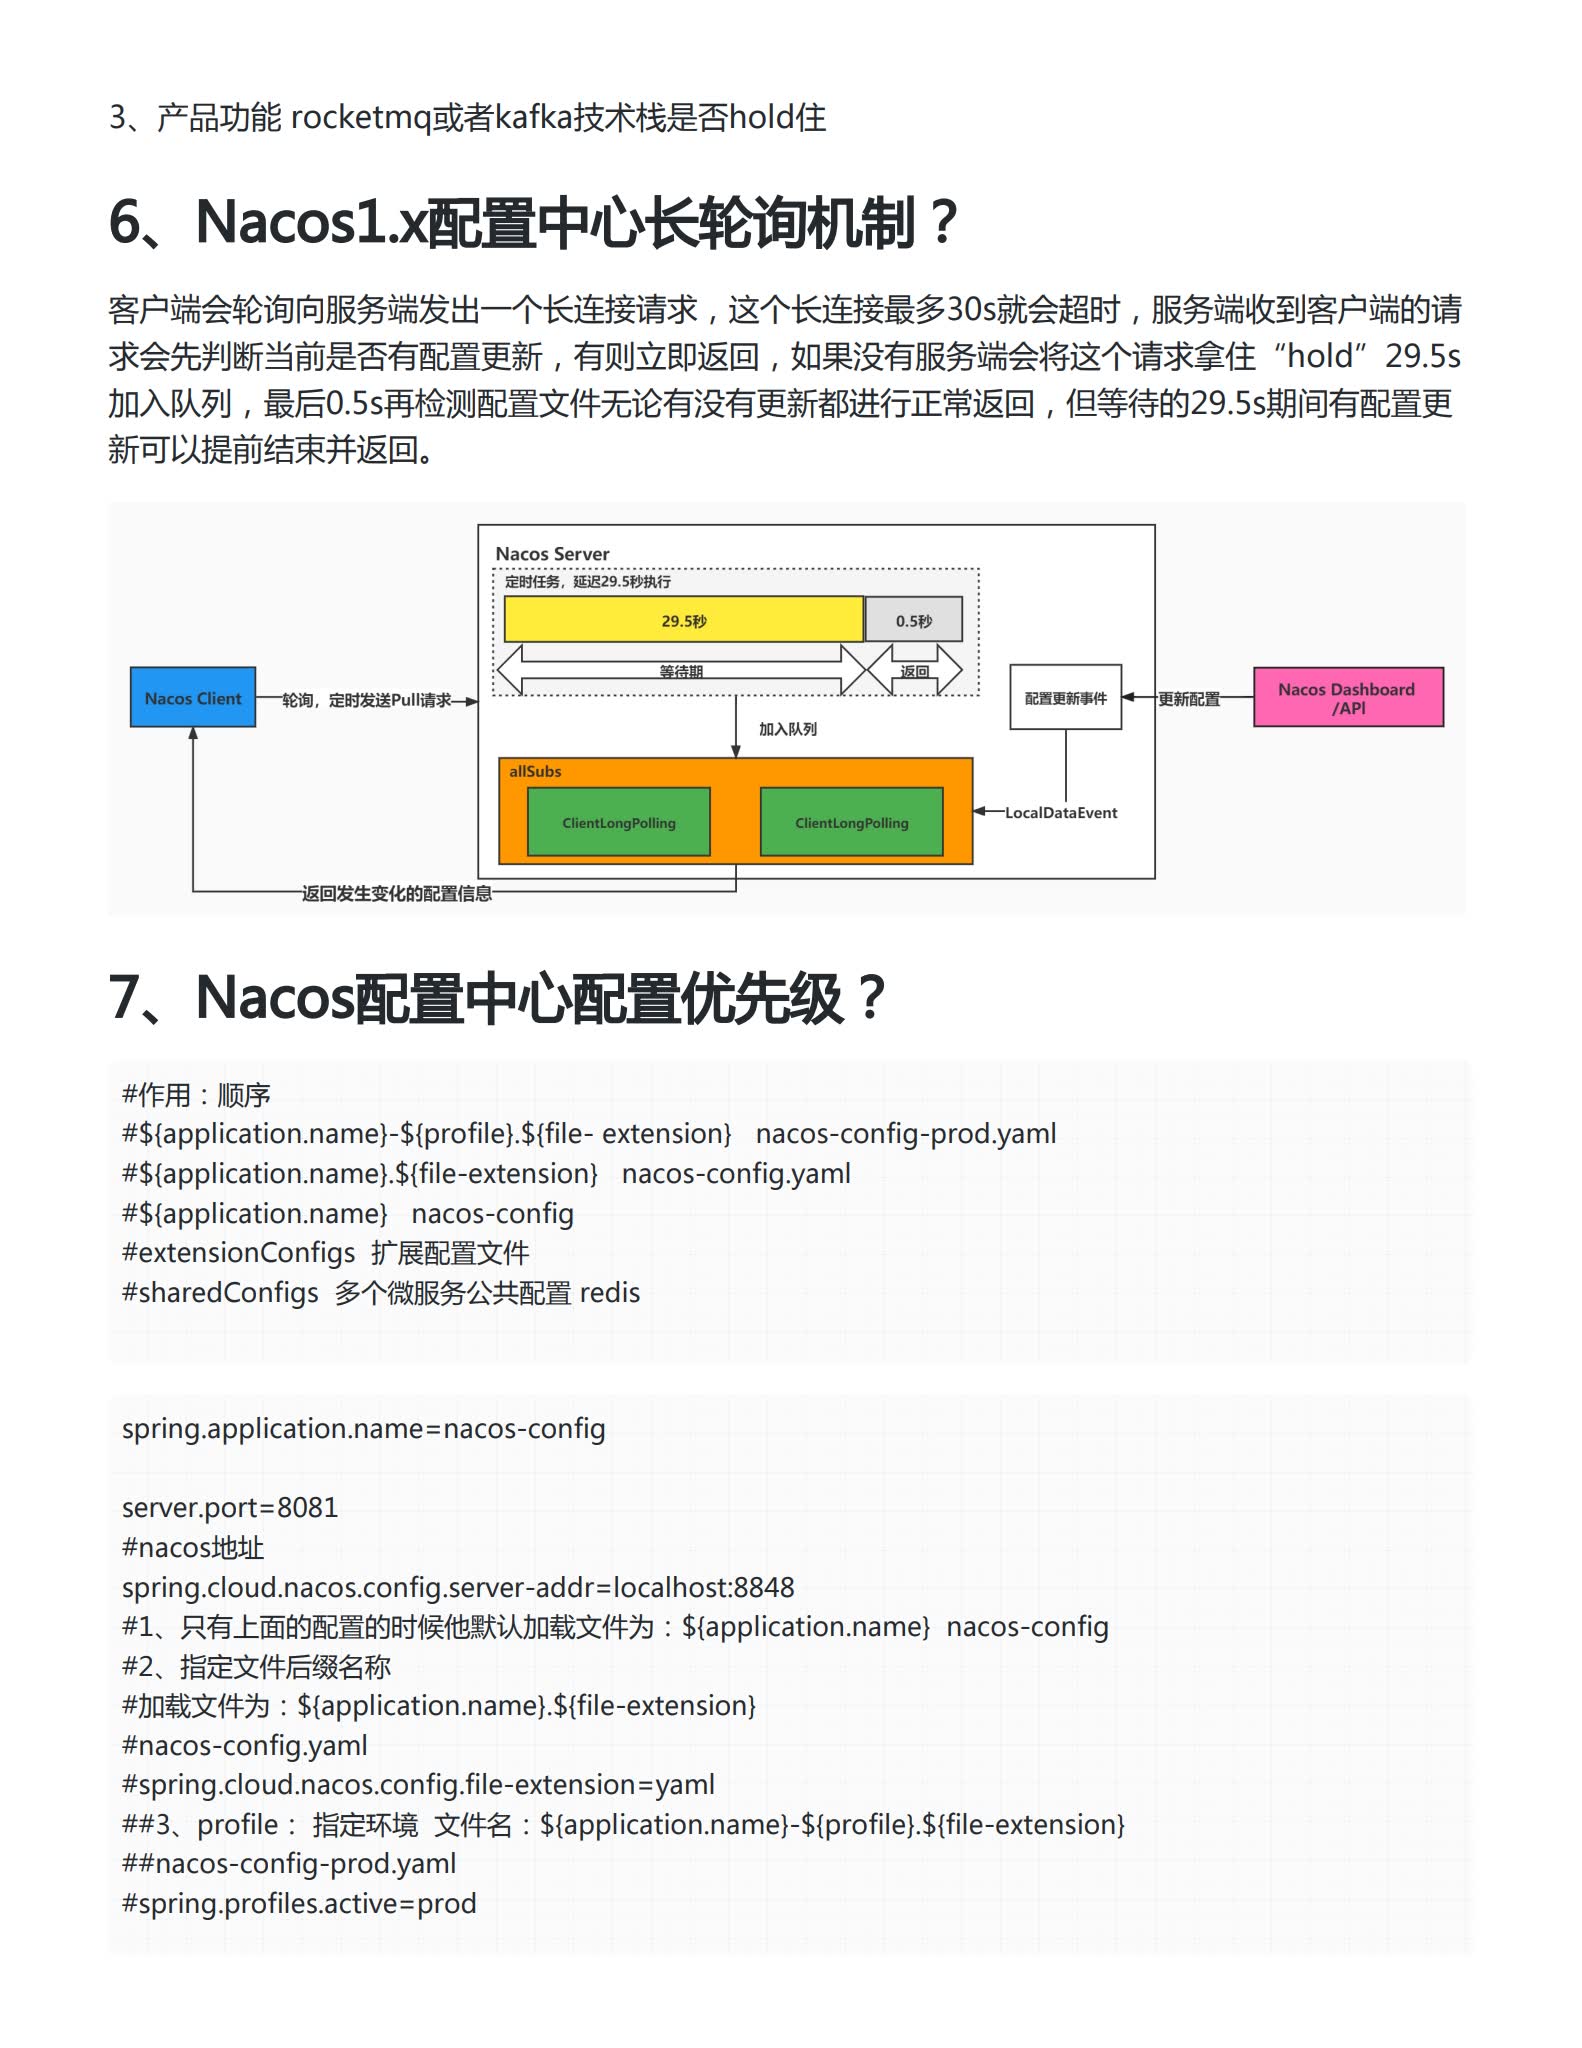 3、产品功能 rocketmq或者kafka技术栈是否hold住
6、Nacos1.x配置中心长轮询机制？
客户端会轮询向服务端发出一个长连接请求，这个长连接最多30s就会超时，服务端收到客户端的请
求会先判断当前是否有配置更新，有则立即返回，如果没有服务端会将这个请求拿住“hold”29.5s
加入队列，最后0.5s再检测配置文件无论有没有更新都进行正常返回，但等待的29.5s期间有配置更
新可以提前结束并返回。
Nacos Server
定时任务，延迟29.5秒执行
29.5秒
0.5秒
等待期
返回
Nacos Client
轮询，定时发送Pull请求
配置更新事件
更新配置
Nacos Dashboard
/API
加入队列
allSubs
ClientLongPolling
ClientLongPolling
LocalDataEvent
返回发生变化的配置信息
7、Nacos配置中心配置优先级？
#作用：顺序
#${application.name}-${profile}.${file- extension}   nacos-config-prod.yaml
#${application.name}.${file-extension}   nacos-config.yaml
#${application.name}   nacos-config
#extensionConfigs  扩展配置文件
#sharedConfigs  多个微服务公共配置 redis
spring.application.name=nacos-config
server.port=8081
#nacos地址
spring.cloud.nacos.config.server-addr=localhost:8848
#1、只有上面的配置的时候他默认加载文件为：${application.name}  nacos-config
#2、指定文件后缀名称
#加载文件为：${application.name}.${file-extension}
#nacos-config.yaml
#spring.cloud.nacos.config.file-extension=yaml
##3、profile： 指定环境  文件名：${application.name}-${profile}.${file-extension}
##nacos-config-prod.yaml
#spring.profiles.active=prod